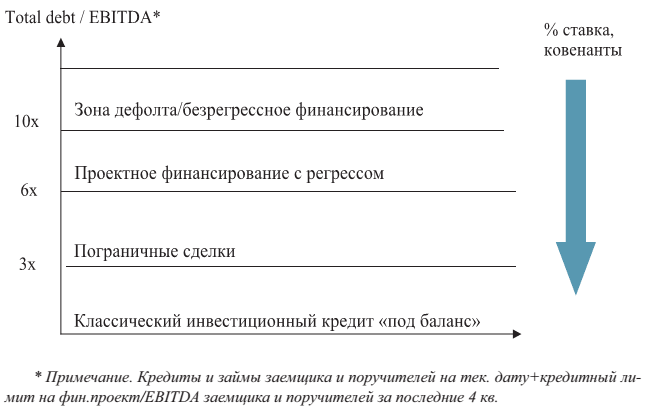 Total debt / EBITDA*
% ставка,
ковенанты
Зона дефолта/безрегрессное финансирование
10x
Проектное финансирование с регрессом
6x
Пограничные сделки
3x
Классический инвестиционный кредит «под баланс»
* Примечание. Кредиты и займы заемщика и поручителей на тек. дату+кредитный ли-
мит на фин.проект/EBITDA заемщика и поручителей за последние 4 кв.